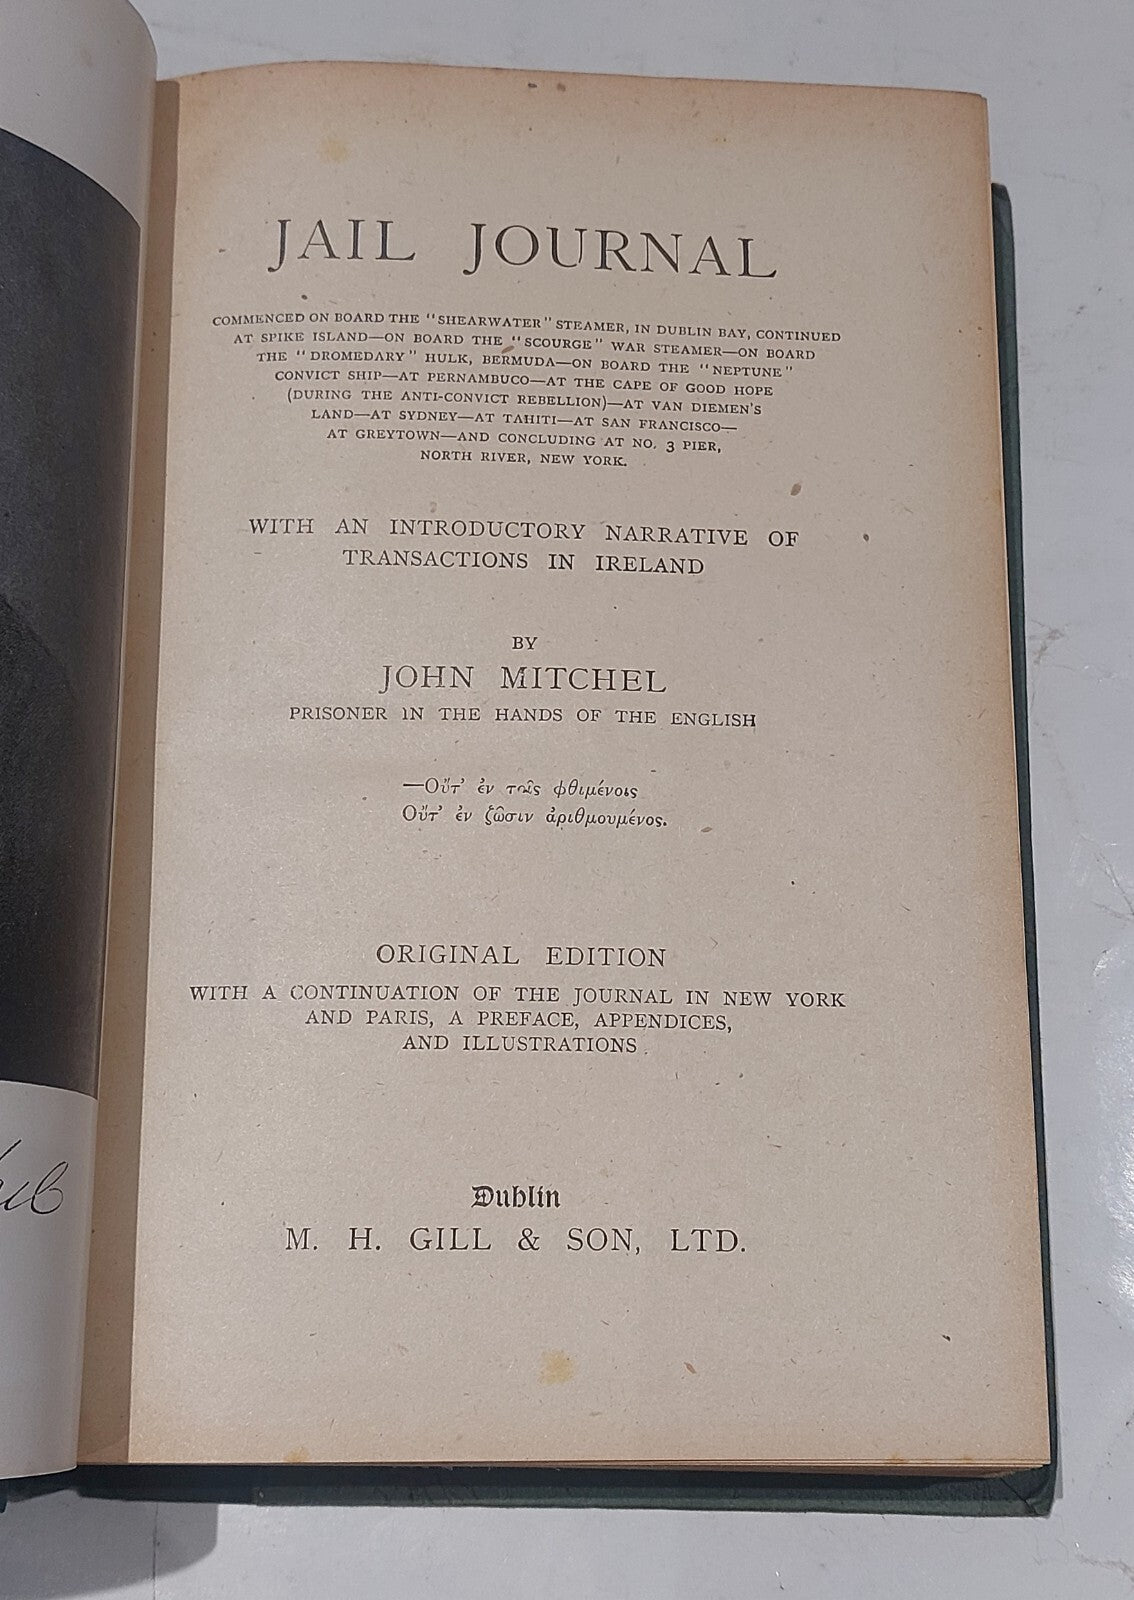 JAIL JOURNAL
COMMENCED ON BOARD THE "SHEARWATER" STEAMER, IN DUBLIN BAY, CONTINUED
AT SPIKE ISLAND—ON BOARD THE "SCOURGE" WAR STEAMER—ON BOARD
THE "DROMEDARY" HULK, BERMUDA—ON BOARD THE "NEPTUNE"
CONVICT SHIP—AT PERNAMBUCO—AT THE CAPE OF GOOD HOPE
(DURING THE ANTI-CONVICT REBELLION)—AT VAN DIEMEN'S
LAND—AT SYDNEY—AT TAHITI—AT SAN FRANCISCO—
AT GREYTOWN—AND CONCLUDING AT NO. 3 PIER,
NORTH RIVER, NEW YORK.
WITH AN INTRODUCTORY NARRATIVE OF
TRANSACTIONS IN IRELAND
BY
JOHN MITCHEL
PRISONER IN THE HANDS OF THE ENGLISH
—Οὔτ' ἐν τοῖς φθιμένοις
Οὔτ' ἐν ζῶσιν ἀριθμουμένος.
ORIGINAL EDITION
WITH A CONTINUATION OF THE JOURNAL IN NEW YORK
AND PARIS, A PREFACE, APPENDICES,
AND ILLUSTRATIONS
Dublin
M. H. GILL & SON, LTD.